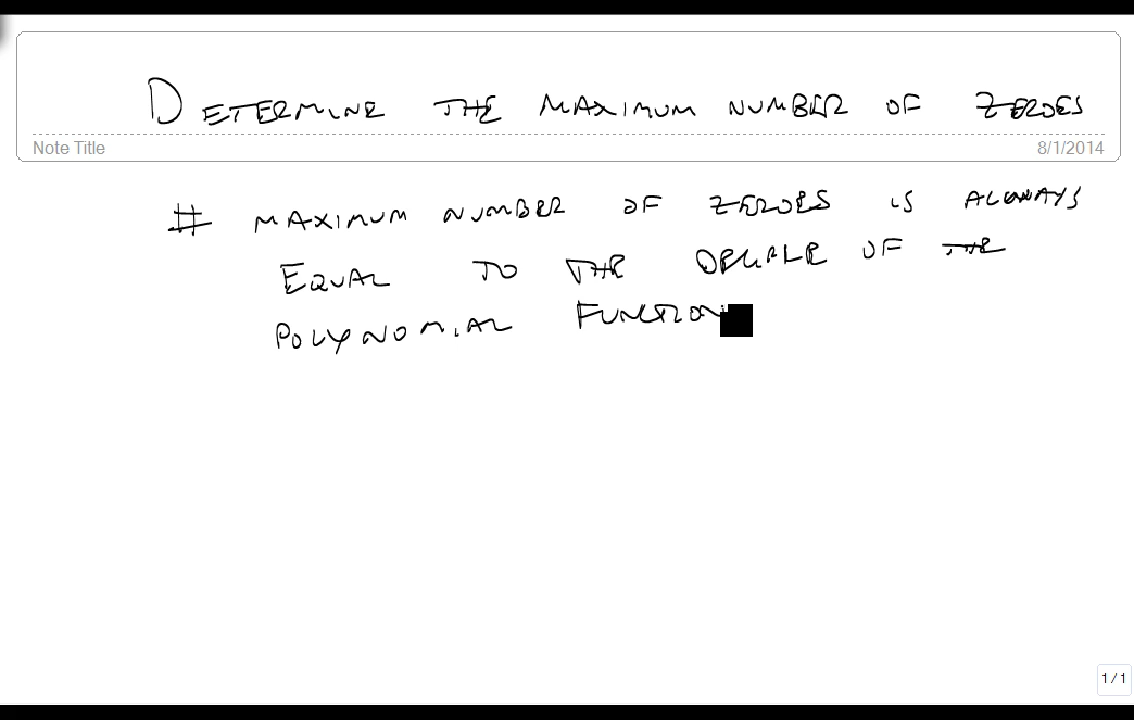 DETERMINE THE MAXIMUM NUMBER OF ZEROES
Note Title
8/1/2014
# MAXIMUM NUMBER OF ZEROES IS ALWAYS
EQUAL TO THE DEGREE OF THE
POLYNOMIAL FUNCTION
1/1